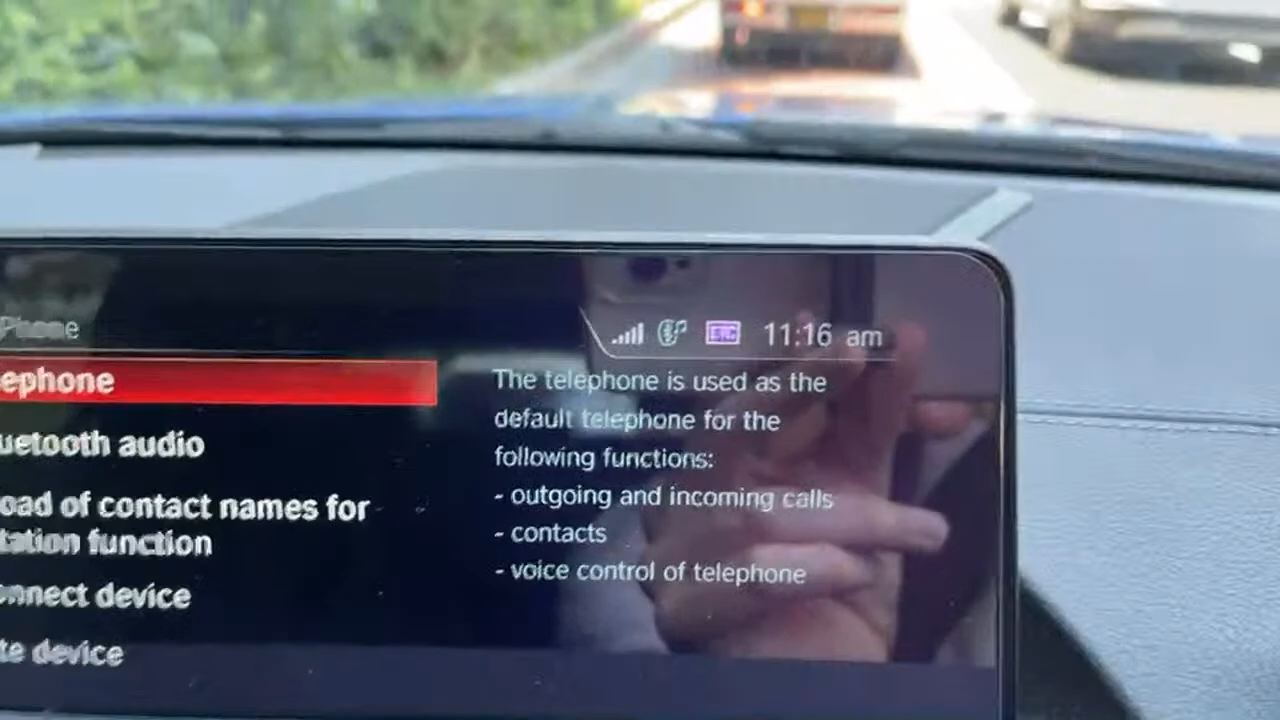 Phone
ephone
uetooth audio
oad of contact names for
tation function
onnect device
te device
ETC
11:16 am
The telephone is used as the
default telephone for the
following functions:
- outgoing and incoming calls
- contacts
- voice control of telephone